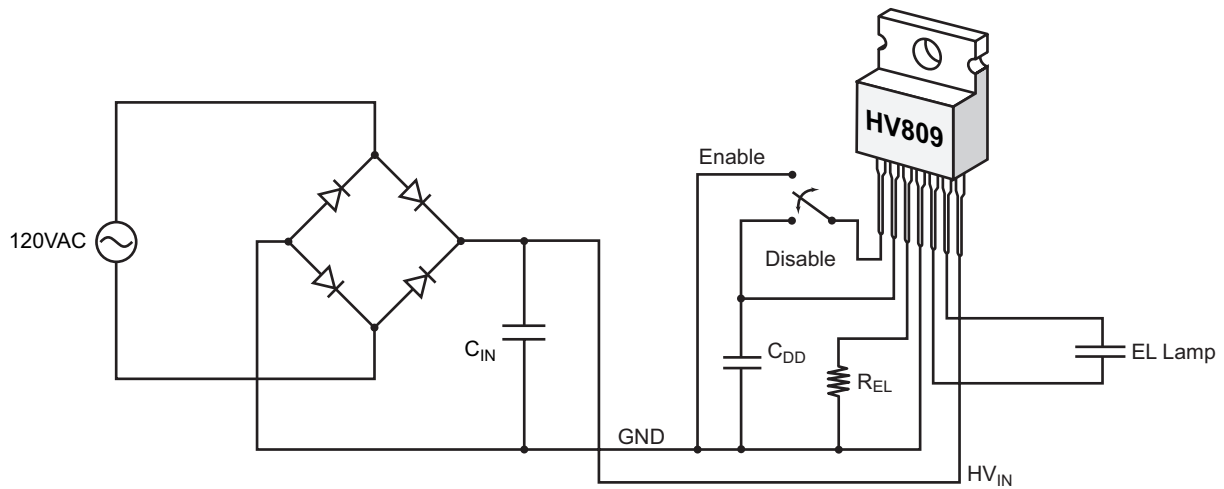 HV809
Enable
120VAC
Disable
C_IN
C_DD
R_EL
EL Lamp
GND
HV_IN